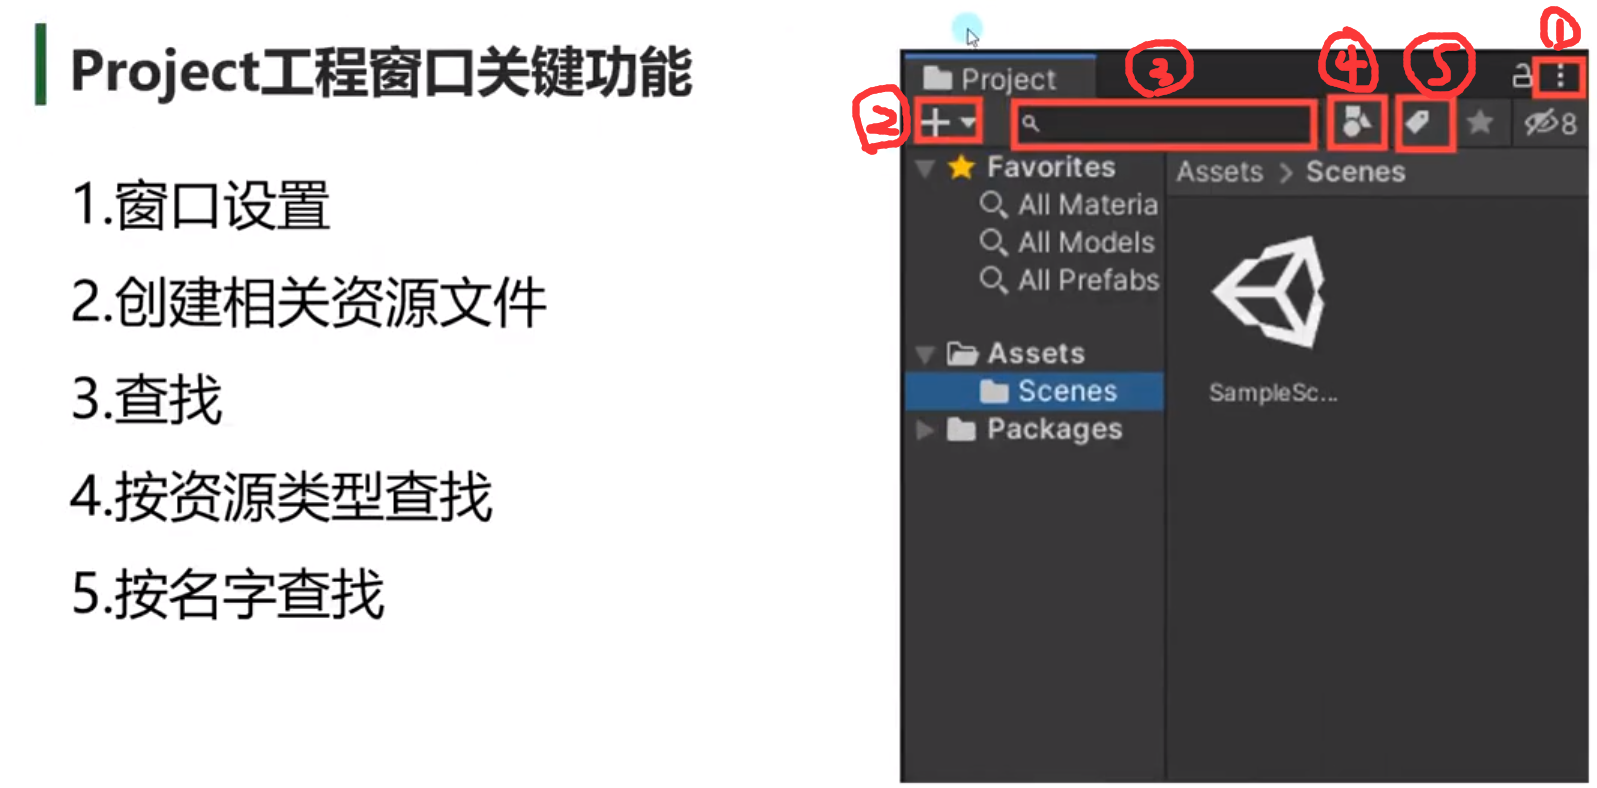 Project工程窗口关键功能
1.窗口设置
2.创建相关资源文件
3.查找
4.按资源类型查找
5.按名字查找
①
③
④
⑤
Project
②
8
Favorites
Assets > Scenes
All Materia
All Models
All Prefabs
Assets
Scenes
SampleSc...
Packages